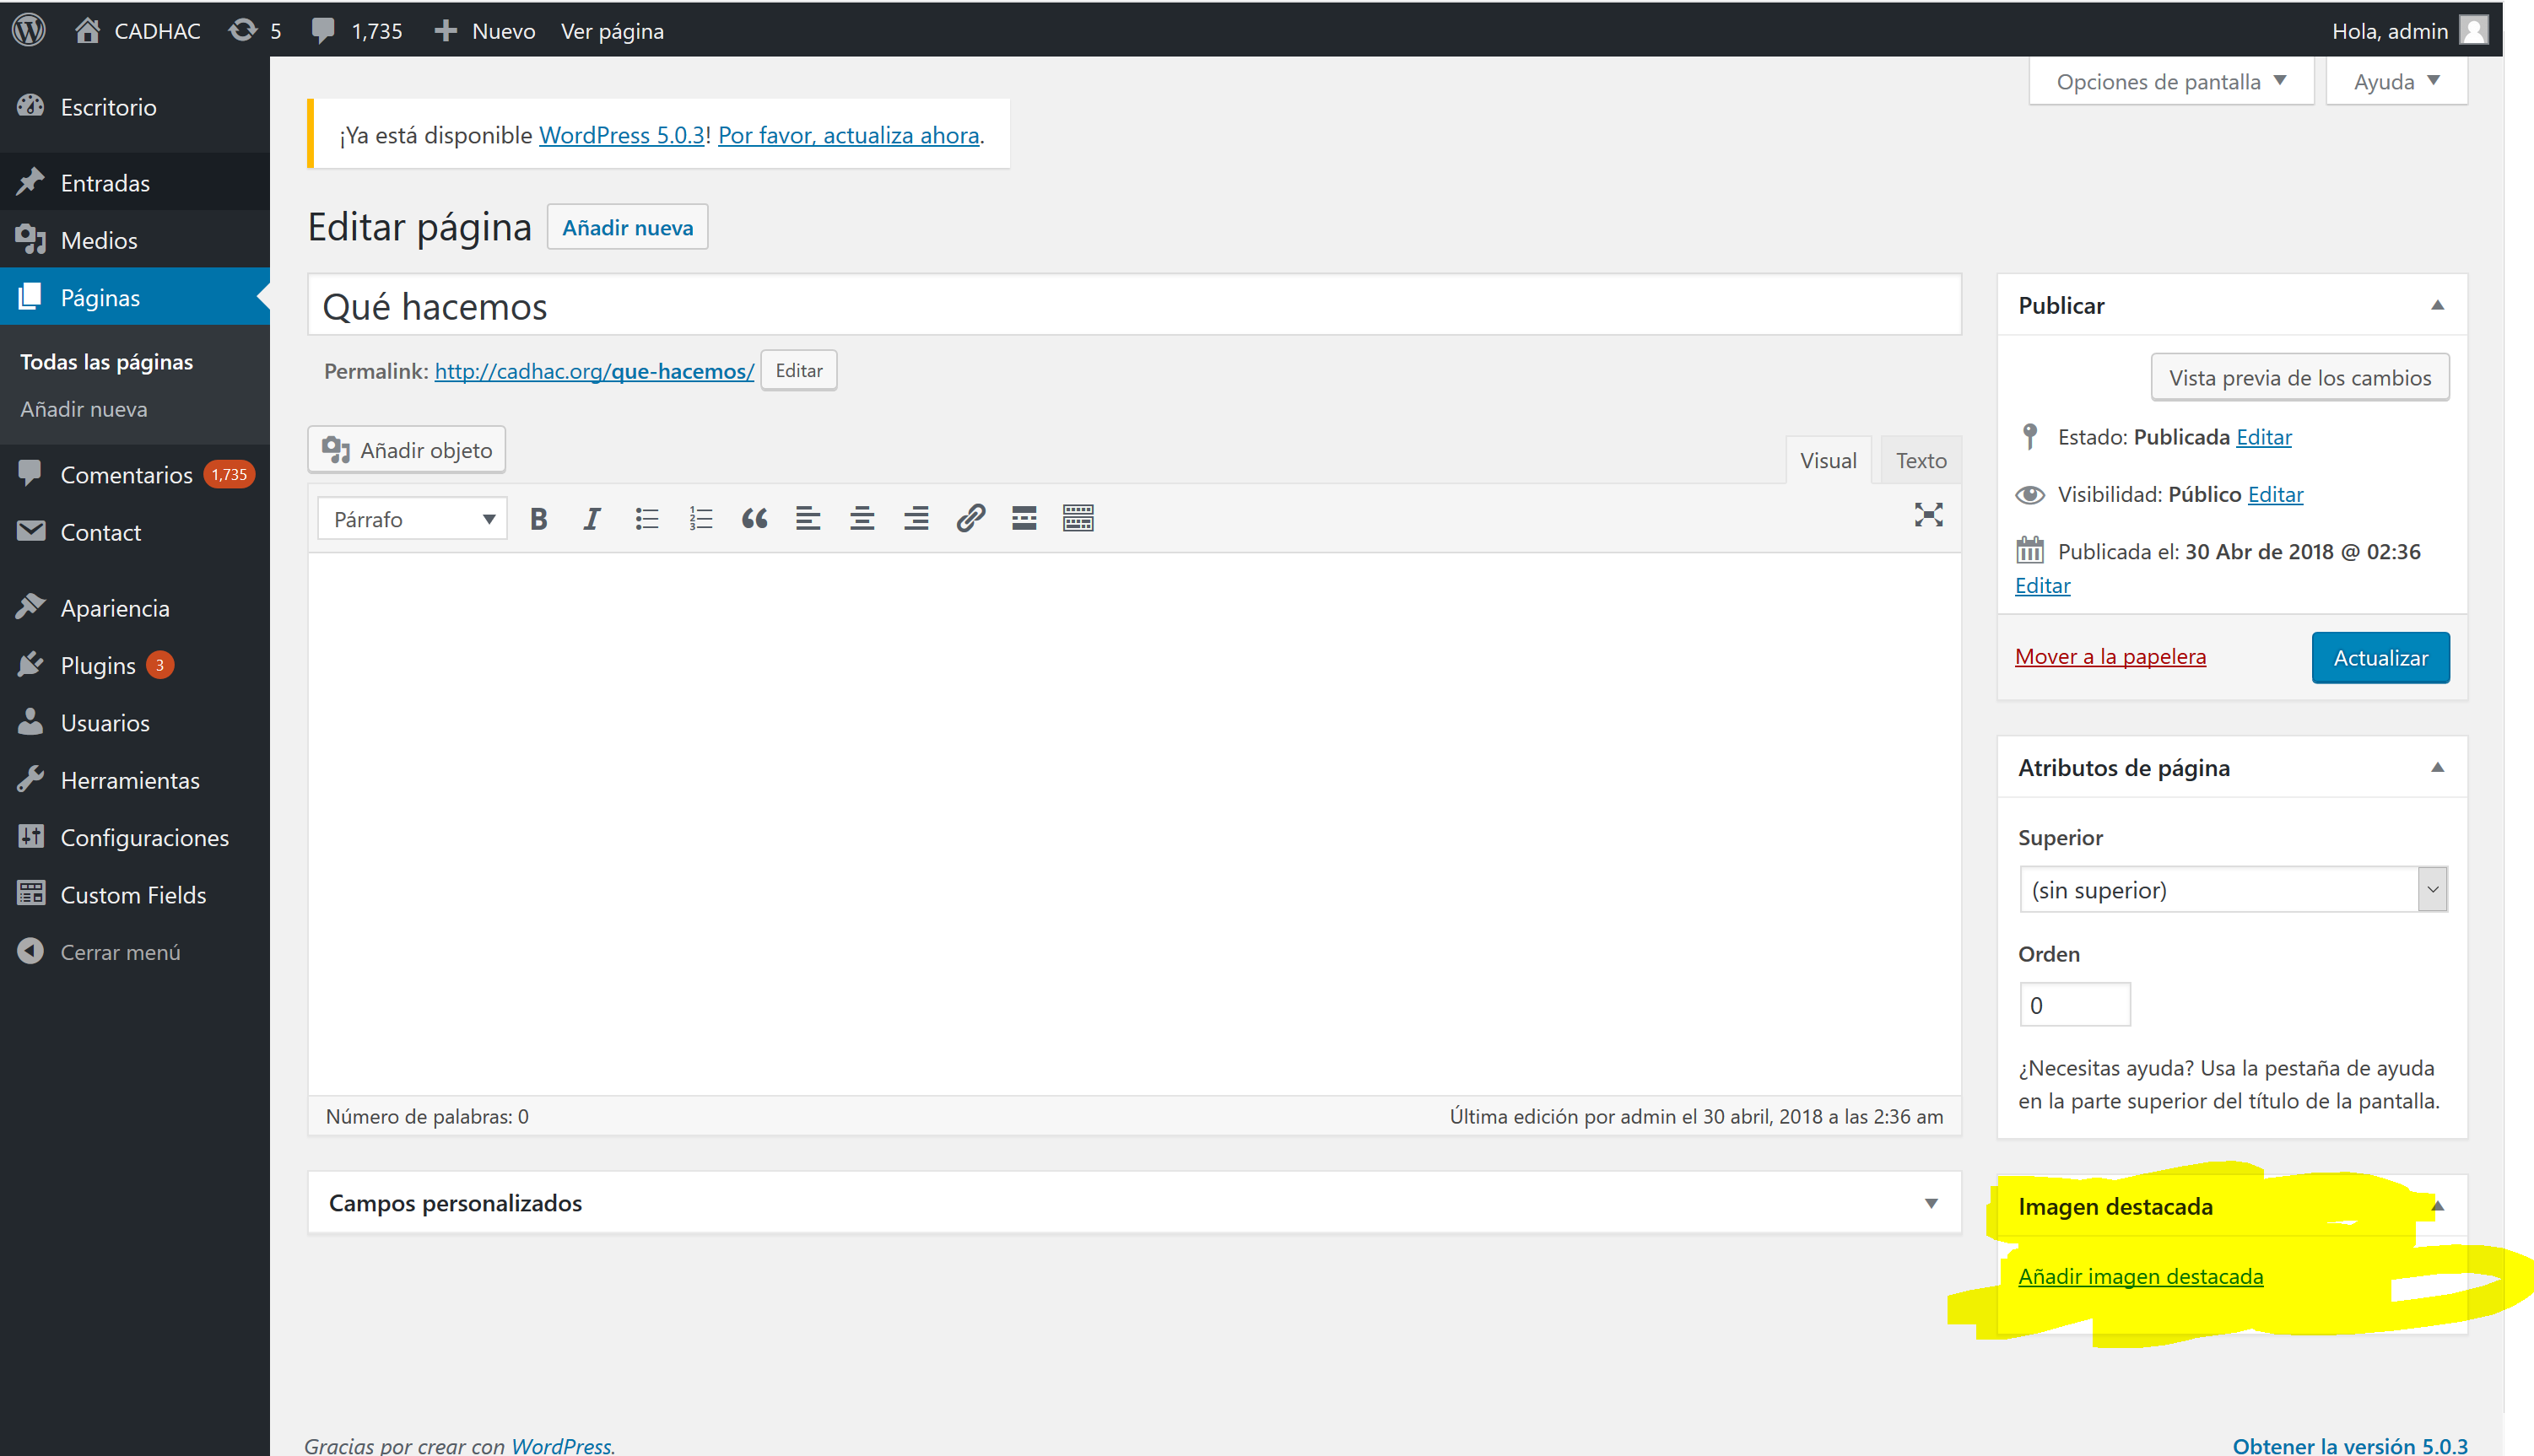 CADHAC 5 1,735 Nuevo Ver página Hola, admin
Opciones de pantalla Ayuda
Escritorio
Entradas
Medios
Páginas
Todas las páginas
Añadir nueva
Comentarios 1,735
Contact
Apariencia
Plugins 3
Usuarios
Herramientas
Configuraciones
Custom Fields
Cerrar menú
¡Ya está disponible WordPress 5.0.3! Por favor, actualiza ahora.
Editar página Añadir nueva
Qué hacemos
Permalink: http://cadhac.org/que-hacemos/ Editar
Añadir objeto
Visual Texto
Párrafo
Número de palabras: 0 Última edición por admin el 30 abril, 2018 a las 2:36 am
Campos personalizados
Publicar
Vista previa de los cambios
Estado: Publicada Editar
Visibilidad: Público Editar
Publicada el: 30 Abr de 2018 @ 02:36
Editar
Mover a la papelera Actualizar
Atributos de página
Superior
(sin superior)
Orden
0
¿Necesitas ayuda? Usa la pestaña de ayuda
en la parte superior del título de la pantalla.
Imagen destacada
Añadir imagen destacada
Gracias por crear con WordPress. Obtener la versión 5.0.3